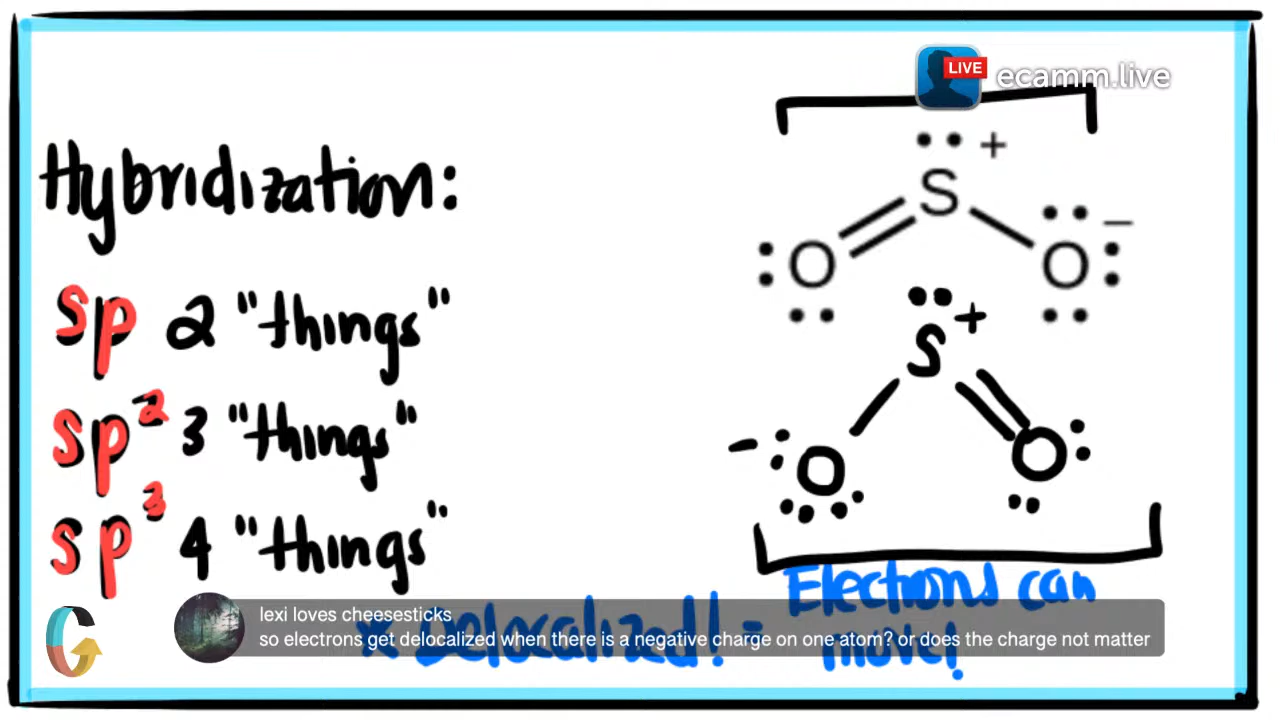 LIVE ecamm.live
Hybridization:
sp 2 "things"
sp² 3 "things"
sp³ 4 "things"
S +
O O −
S +
− O O
Electrons can
Delocalized! = move!
lexi loves cheesesticks
so electrons get delocalized when there is a negative charge on one atom? or does the charge not matter